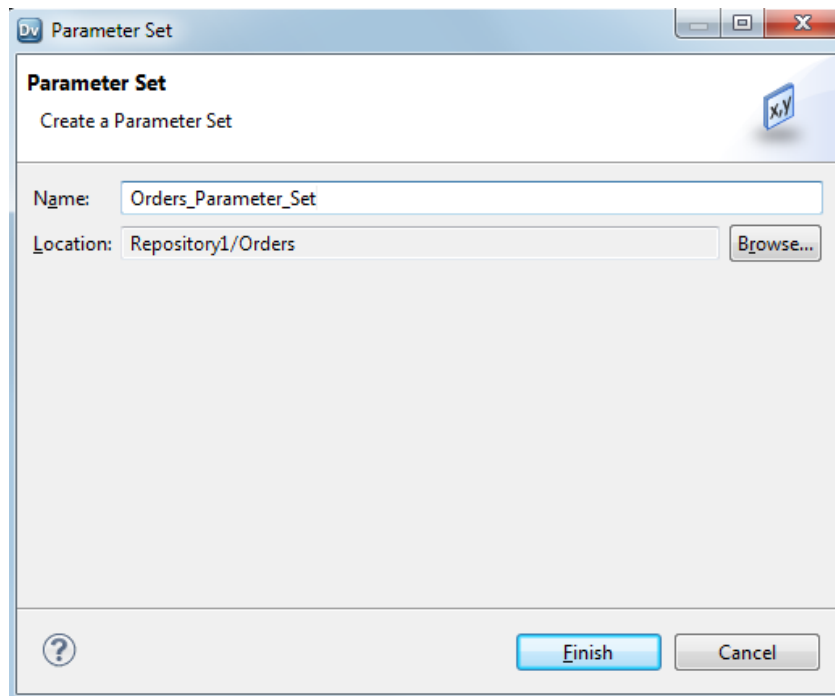 Dv Parameter Set
Parameter Set
Create a Parameter Set
x,y
Name: Orders_Parameter_Set
Location: Repository1/Orders Browse...
? Finish Cancel